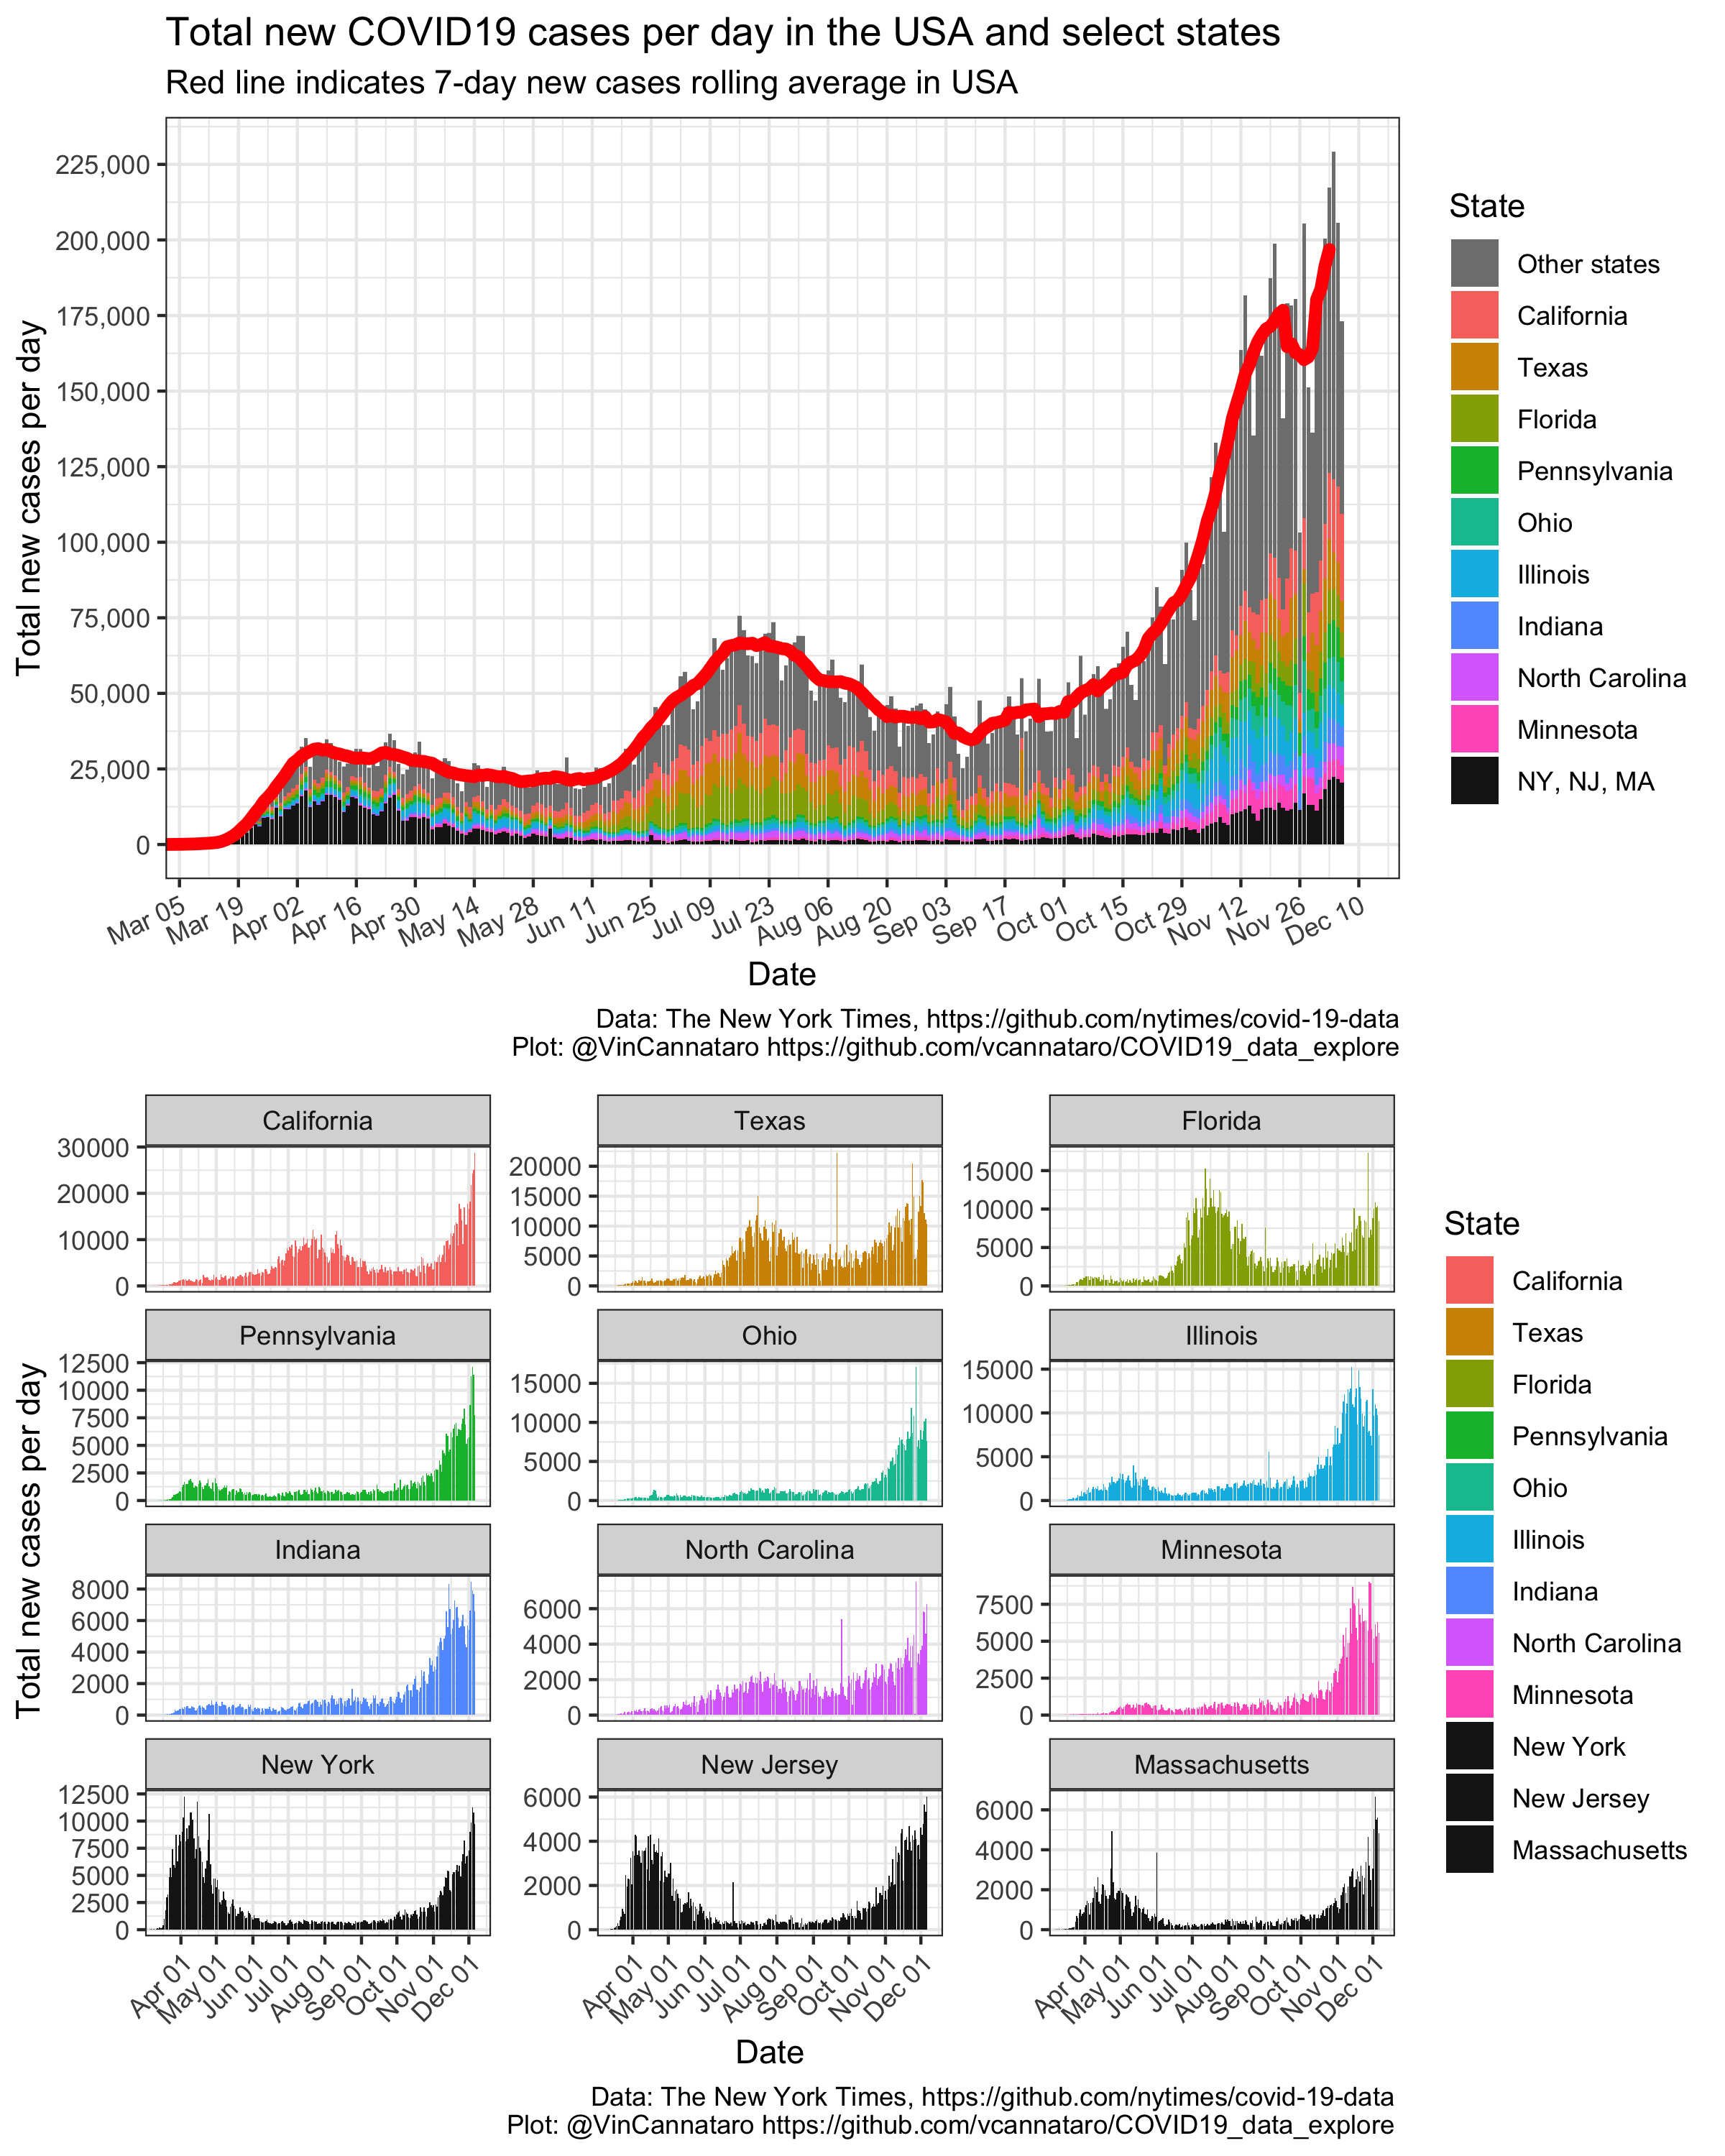 Total new COVID19 cases per day in the USA and select states
Red line indicates 7-day new cases rolling average in USA
Total new cases per day
225,000
200,000
175,000
150,000
125,000
100,000
75,000
50,000
25,000
0
Mar 05
Mar 19
Apr 02
Apr 16
Apr 30
May 14
May 28
Jun 11
Jun 25
Jul 09
Jul 23
Aug 06
Aug 20
Sep 03
Sep 17
Oct 01
Oct 15
Oct 29
Nov 12
Nov 26
Dec 10
Date
State
Other states
California
Texas
Florida
Pennsylvania
Ohio
Illinois
Indiana
North Carolina
Minnesota
NY, NJ, MA
Data: The New York Times, https://github.com/nytimes/covid-19-data
Plot: @VinCannataro https://github.com/vcannataro/COVID19_data_explore
Total new cases per day
California
30000
20000
10000
0
Texas
20000
15000
10000
5000
0
Florida
15000
10000
5000
0
Pennsylvania
12500
10000
7500
5000
2500
0
Ohio
15000
10000
5000
0
Illinois
15000
10000
5000
0
Indiana
8000
6000
4000
2000
0
North Carolina
6000
4000
2000
0
Minnesota
7500
5000
2500
0
New York
12500
10000
7500
5000
2500
0
New Jersey
6000
4000
2000
0
Massachusetts
6000
4000
2000
0
Apr 01
May 01
Jun 01
Jul 01
Aug 01
Sep 01
Oct 01
Nov 01
Dec 01
Apr 01
May 01
Jun 01
Jul 01
Aug 01
Sep 01
Oct 01
Nov 01
Dec 01
Apr 01
May 01
Jun 01
Jul 01
Aug 01
Sep 01
Oct 01
Nov 01
Dec 01
Date
State
California
Texas
Florida
Pennsylvania
Ohio
Illinois
Indiana
North Carolina
Minnesota
New York
New Jersey
Massachusetts
Data: The New York Times, https://github.com/nytimes/covid-19-data
Plot: @VinCannataro https://github.com/vcannataro/COVID19_data_explore